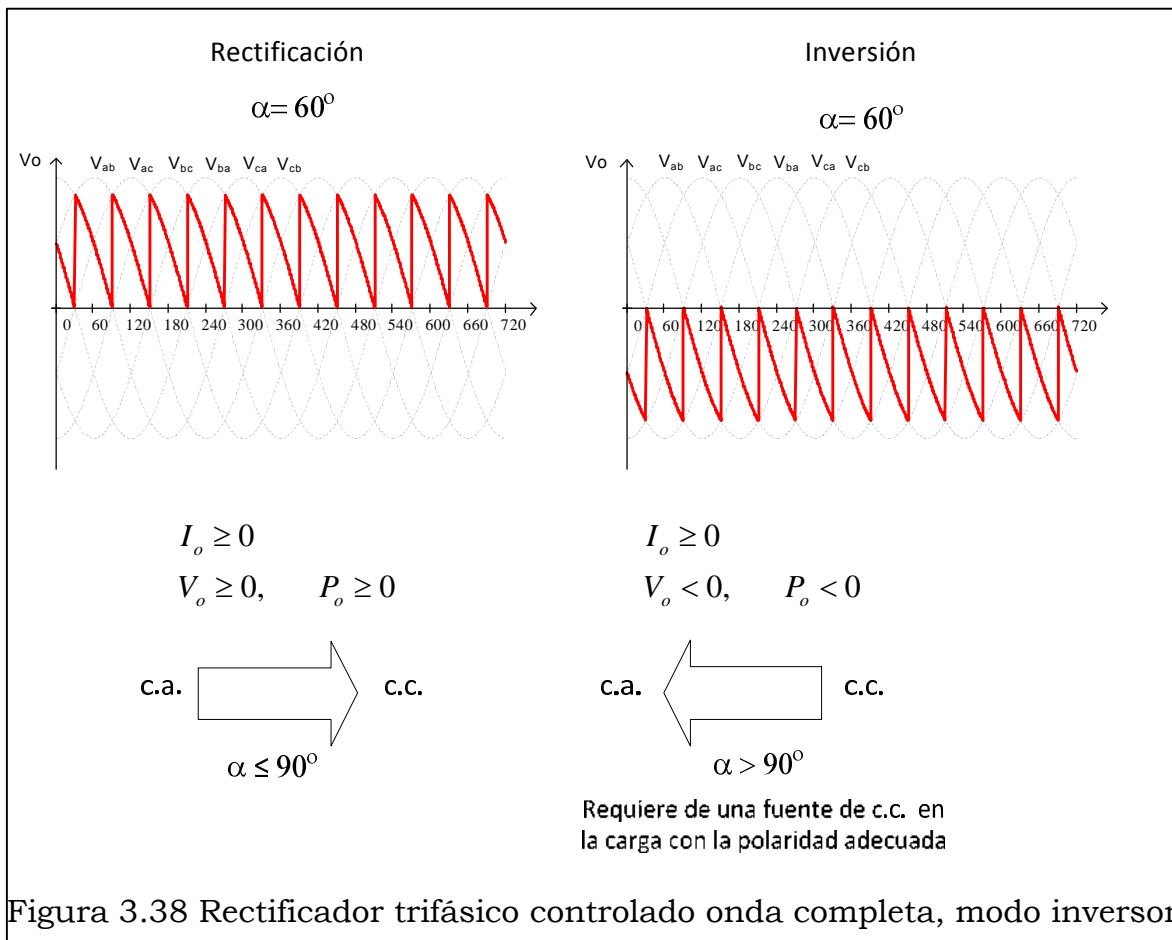 Rectificación
α= 60°
Vo Vab Vac Vbc Vba Vca Vcb
0 60 120 180 240 300 360 420 480 540 600 660 720
Io ≥ 0
Vo ≥ 0, Po ≥ 0
c.a. c.c.
α ≤ 90°
Inversión
α= 60°
Vo Vab Vac Vbc Vba Vca Vcb
0 60 120 180 240 300 360 420 480 540 600 660 720
Io ≥ 0
Vo < 0, Po < 0
c.a. c.c.
α > 90°
Requiere de una fuente de c.c. en
la carga con la polaridad adecuada
Figura 3.38 Rectificador trifásico controlado onda completa, modo inversor